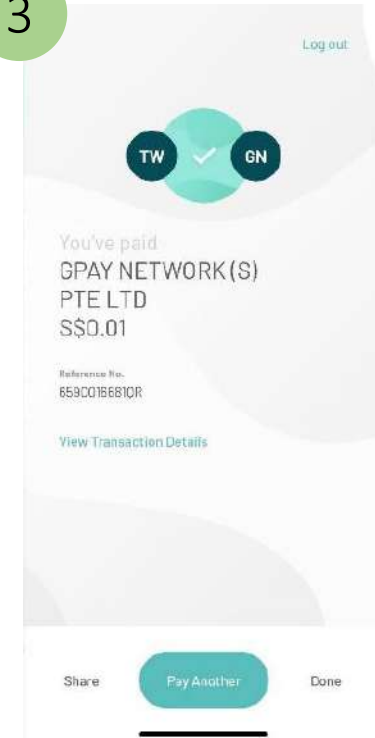 3
Log out
TW
GN
You've paid
GPAY NETWORK (S)
PTE LTD
S$0.01
Reference No.
View Transaction Details
Share
Pay Another
Done